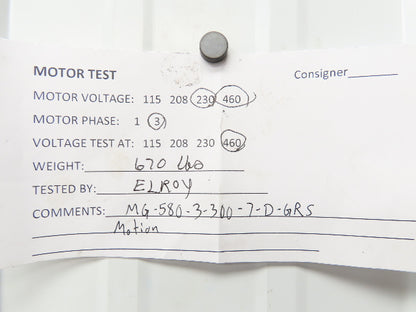 MOTOR TEST
Consigner
MOTOR VOLTAGE: 115 208 230 460
MOTOR PHASE: 1 3
VOLTAGE TEST AT: 115 208 230 460
WEIGHT: 670 lbs
TESTED BY: ELROY
COMMENTS: MG-580-3-300-7-D-GRS
Motion